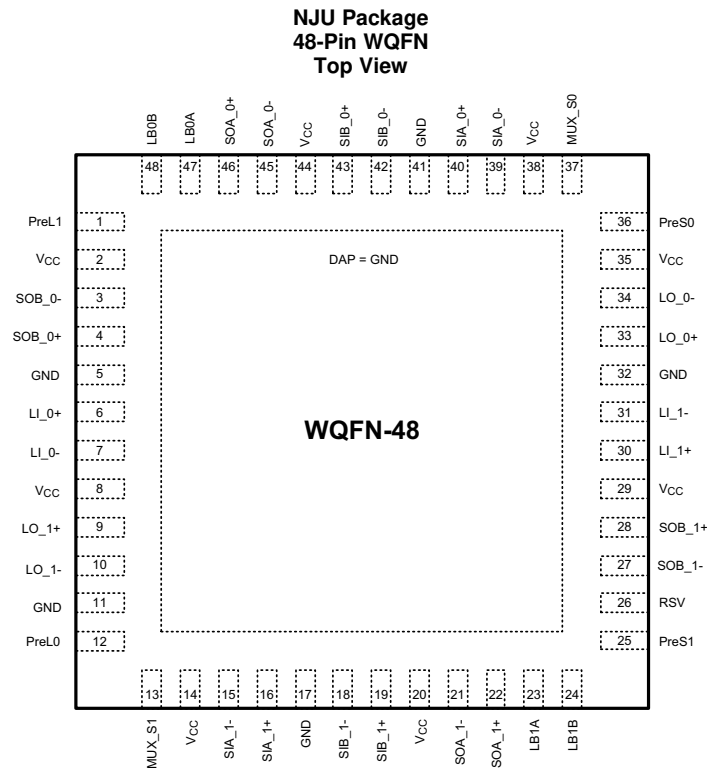 NJU Package
48-Pin WQFN
Top View
LB0B LB0A SOA_0+ SOA_0- VCC SIB_0+ SIB_0- GND SIA_0+ SIA_0- VCC MUX_S0
48 47 46 45 44 43 42 41 40 39 38 37
PreL1 1 36 PreS0
VCC 2 DAP = GND 35 VCC
SOB_0- 3 34 LO_0-
SOB_0+ 4 33 LO_0+
GND 5 32 GND
LI_0+ 6 31 LI_1-
WQFN-48
LI_0- 7 30 LI_1+
VCC 8 29 VCC
LO_1+ 9 28 SOB_1+
LO_1- 10 27 SOB_1-
GND 11 26 RSV
PreL0 12 25 PreS1
13 14 15 16 17 18 19 20 21 22 23 24
MUX_S1 VCC SIA_1- SIA_1+ GND SIB_1- SIB_1+ VCC SOA_1- SOA_1+ LB1A LB1B